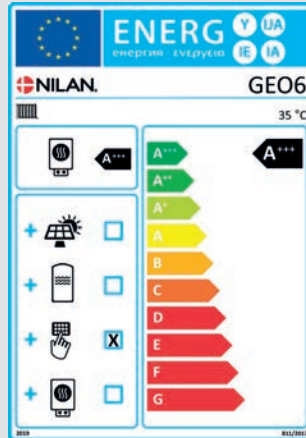 ENERG Y IJA
енергия · ενεργεια IE IA
NILAN. GEO6
35 °C
A+++ A+++ A+++
A++
A+
A
+ B
+ C
+ X D
E
+ F
G
2019 811/2013